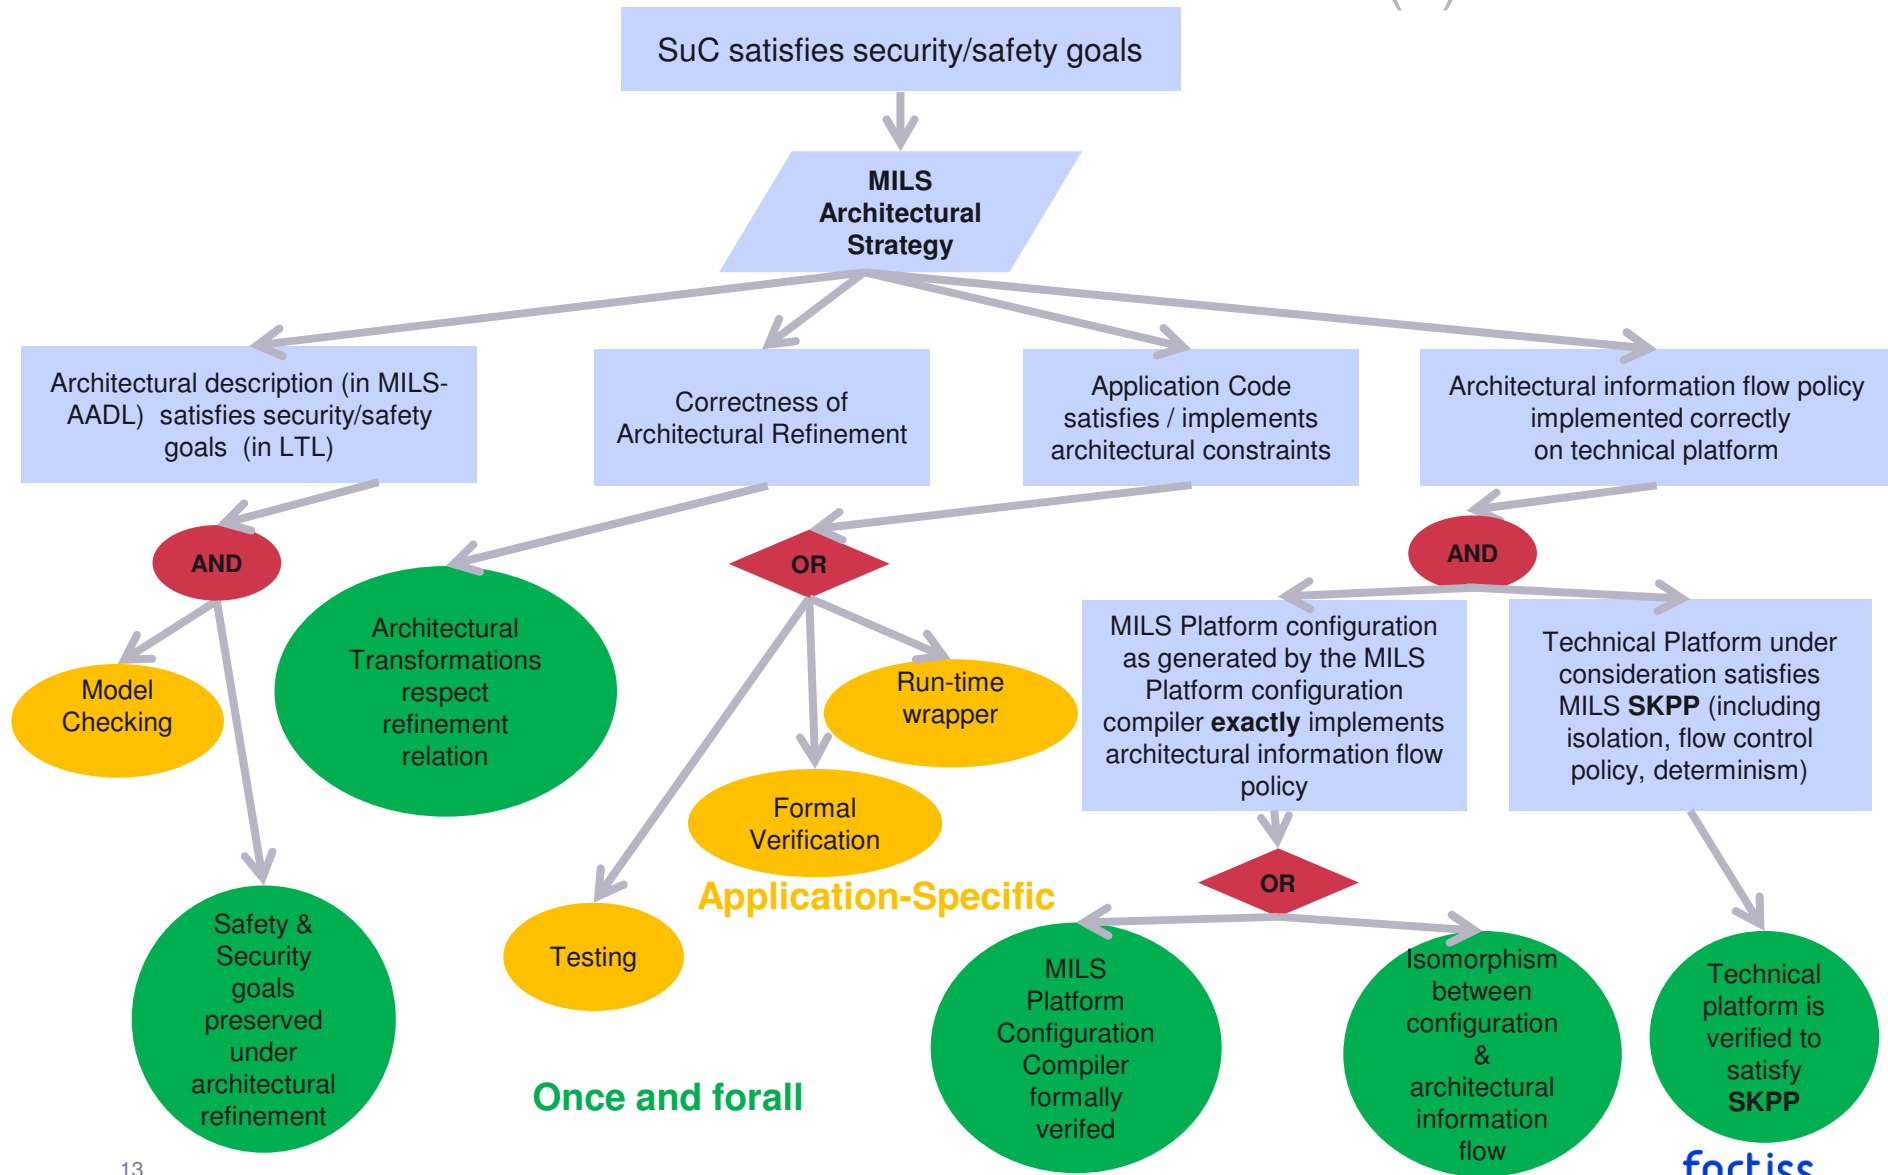 SuC satisfies security/safety goals
MILS
Architectural
Strategy
Architectural description (in MILS-
AADL) satisfies security/safety
goals (in LTL)
Correctness of
Architectural Refinement
Application Code
satisfies / implements
architectural constraints
Architectural information flow policy
implemented correctly
on technical platform
AND
OR
AND
Model
Checking
Architectural
Transformations
respect
refinement
relation
Run-time
wrapper
Formal
Verification
Testing
MILS Platform configuration
as generated by the MILS
Platform configuration
compiler exactly implements
architectural information flow
policy
Technical Platform under
consideration satisfies
MILS SKPP (including
isolation, flow control
policy, determinism)
Application-Specific
OR
Safety &
Security
goals
preserved
under
architectural
refinement
Once and forall
MILS
Platform
Configuration
Compiler
formally
verifed
Isomorphism
between
configuration
&
architectural
information
flow
Technical
platform is
verified to
satisfy
SKPP
13
fortiss